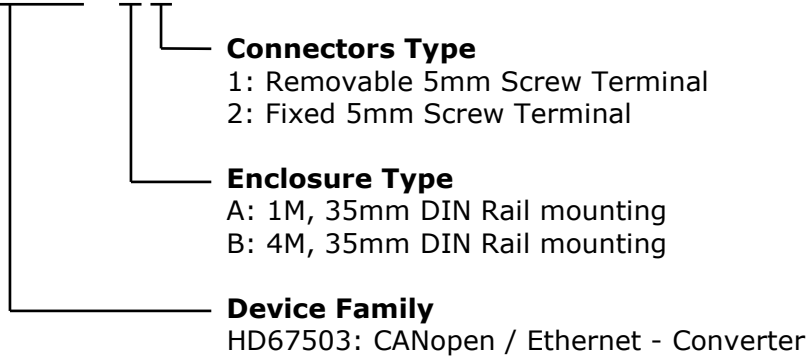 Connectors Type
1: Removable 5mm Screw Terminal
2: Fixed 5mm Screw Terminal
Enclosure Type
A: 1M, 35mm DIN Rail mounting
B: 4M, 35mm DIN Rail mounting
Device Family
HD67503: CANopen / Ethernet - Converter